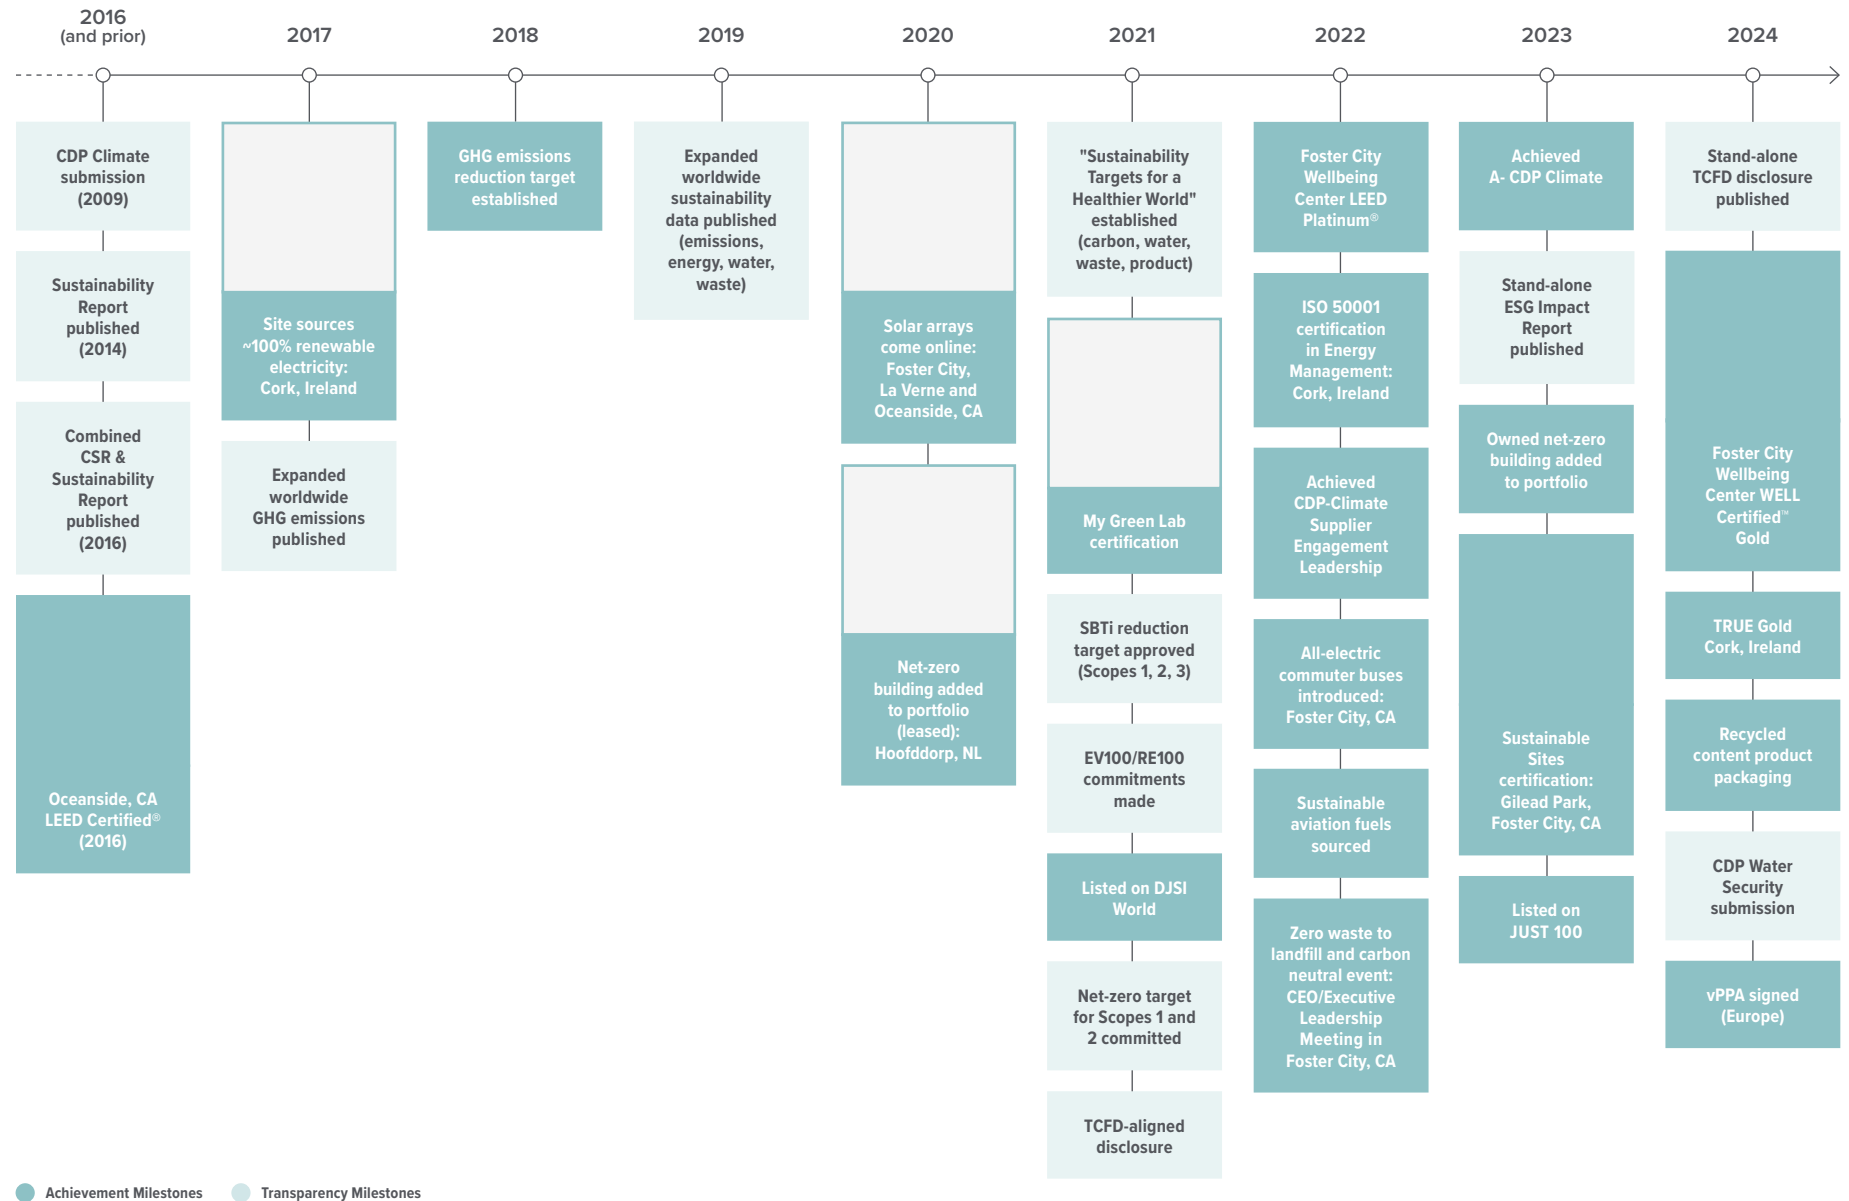 2016
(and prior)
2017
2018
2019
2020
2021
2022
2023
2024
CDP Climate
submission
(2009)
Sustainability
Report
published
(2014)
Combined
CSR &
Sustainability
Report
published
(2016)
Oceanside, CA
LEED Certified®
(2016)
Site sources
~100% renewable
electricity:
Cork, Ireland
Expanded
worldwide
GHG emissions
published
GHG emissions
reduction target
established
Expanded
worldwide
sustainability
data published
(emissions,
energy, water,
waste)
Solar arrays
come online:
Foster City,
La Verne and
Oceanside, CA
Net-zero
building added
to portfolio
(leased):
Hoofddorp, NL
"Sustainability
Targets for a
Healthier World"
established
(carbon, water,
waste, product)
My Green Lab
certification
SBTi reduction
target approved
(Scopes 1, 2, 3)
EV100/RE100
commitments
made
Listed on DJSI
World
Net-zero target
for Scopes 1 and
2 committed
TCFD-aligned
disclosure
Foster City
Wellbeing
Center LEED
Platinum®
ISO 50001
certification
in Energy
Management:
Cork, Ireland
Achieved
CDP-Climate
Supplier
Engagement
Leadership
All-electric
commuter buses
introduced:
Foster City, CA
Sustainable
aviation fuels
sourced
Zero waste to
landfill and carbon
neutral event:
CEO/Executive
Leadership
Meeting in
Foster City, CA
Achieved
A- CDP Climate
Stand-alone
ESG Impact
Report
published
Owned net-zero
building added
to portfolio
Sustainable
Sites
certification:
Gilead Park,
Foster City, CA
Listed on
JUST 100
Stand-alone
TCFD disclosure
published
Foster City
Wellbeing
Center WELL
Certified™
Gold
TRUE Gold
Cork, Ireland
Recycled
content product
packaging
CDP Water
Security
submission
vPPA signed
(Europe)
Achievement Milestones
Transparency Milestones